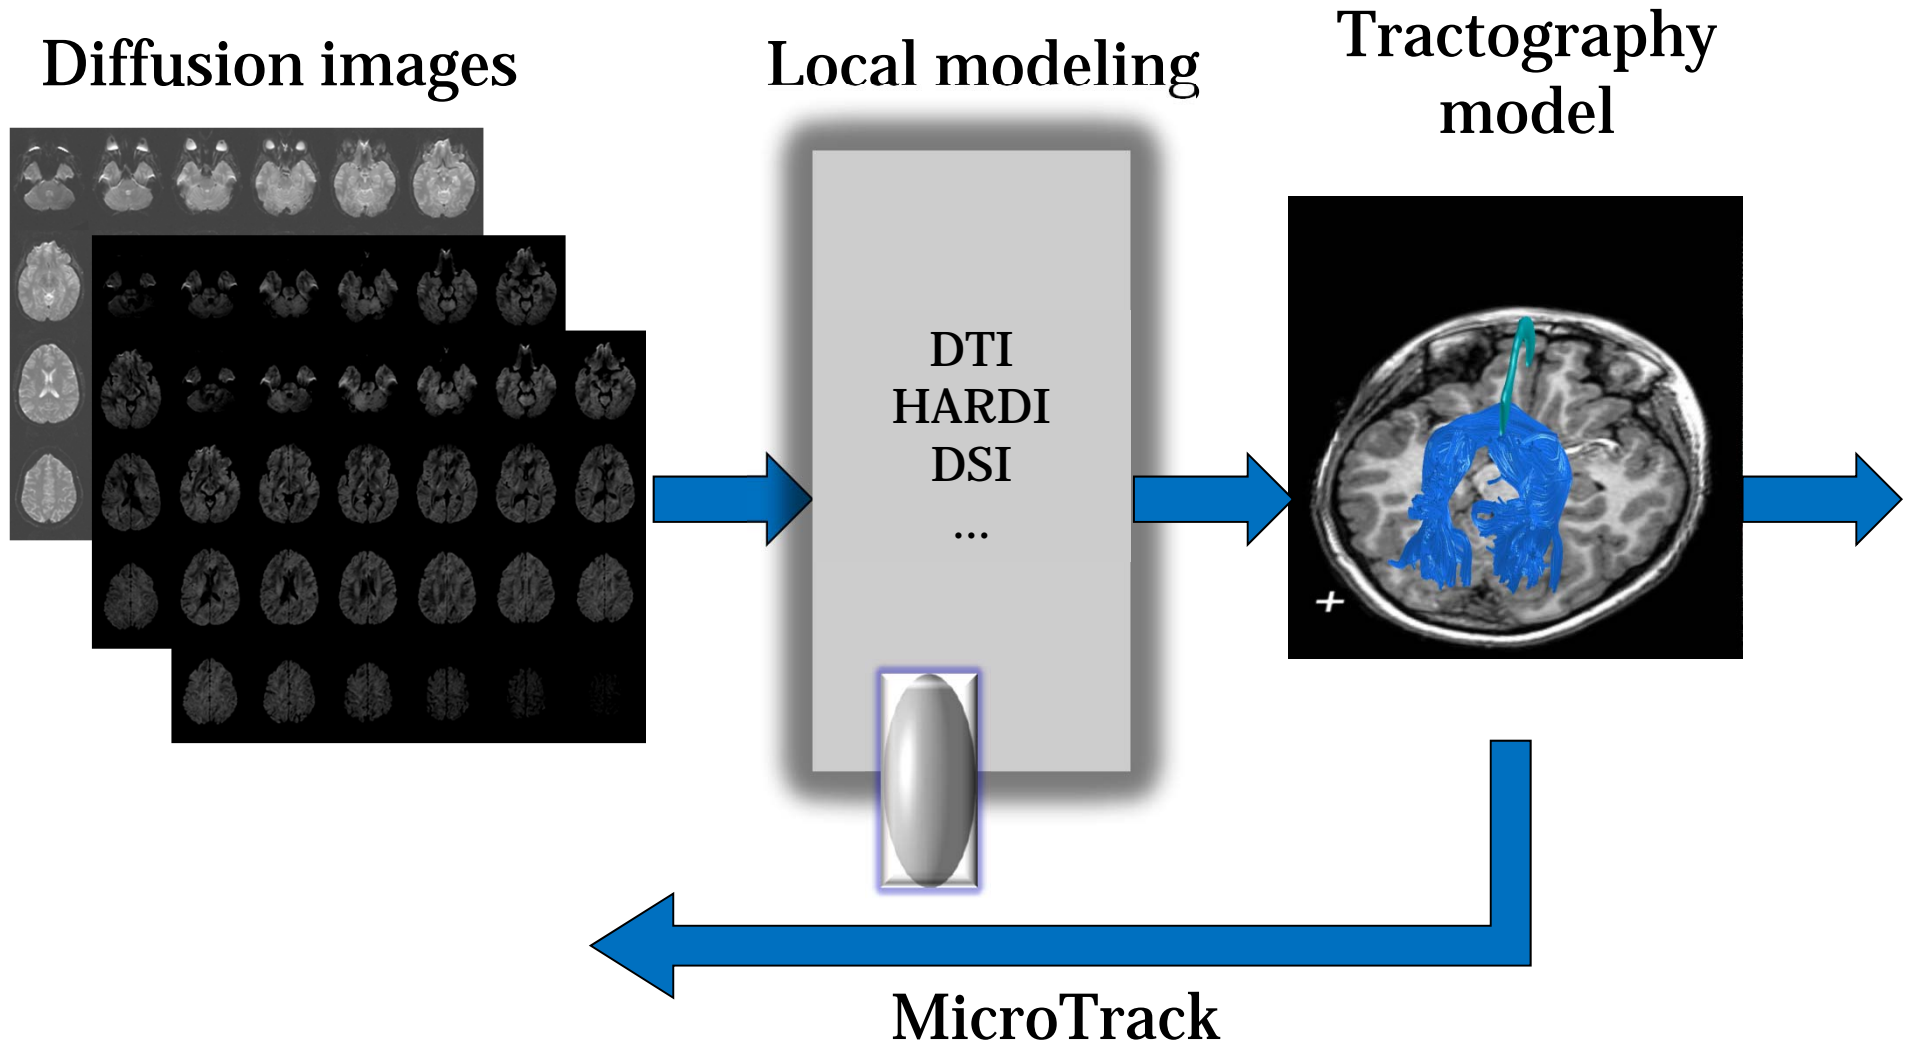 Diffusion images
Local modeling
Tractography
model
DTI
HARDI
DSI
...
MicroTrack